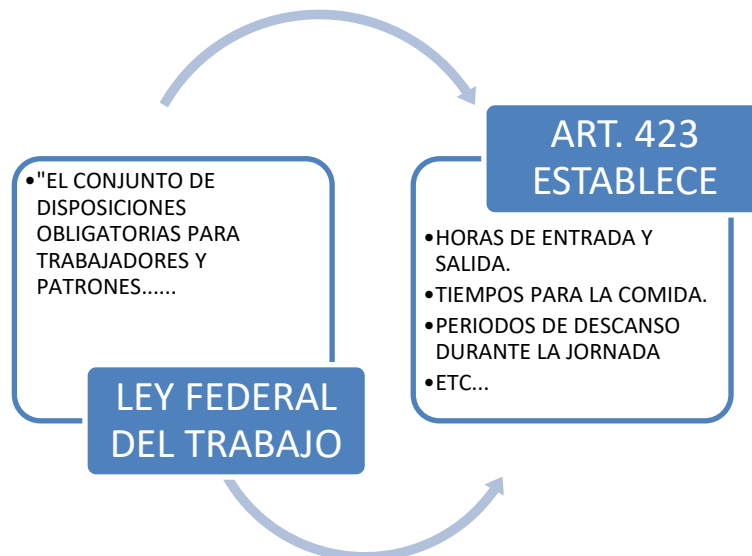 •"EL CONJUNTO DE
DISPOSICIONES
OBLIGATORIAS PARA
TRABAJADORES Y
PATRONES......
LEY FEDERAL
DEL TRABAJO
ART. 423
ESTABLECE
•HORAS DE ENTRADA Y
SALIDA.
•TIEMPOS PARA LA COMIDA.
•PERIODOS DE DESCANSO
DURANTE LA JORNADA
•ETC...